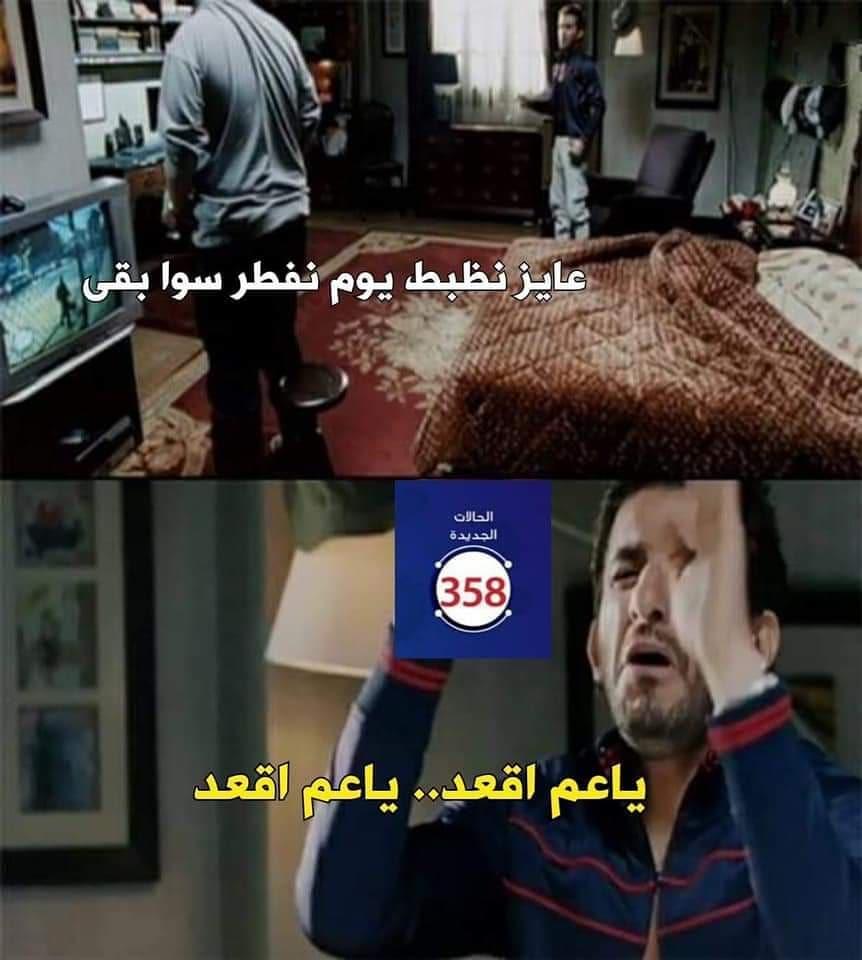 عايز نظبط يوم نفطر سوا بقى
الحالات
الجديدة
358
ياعم اقعد.. ياعم اقعد